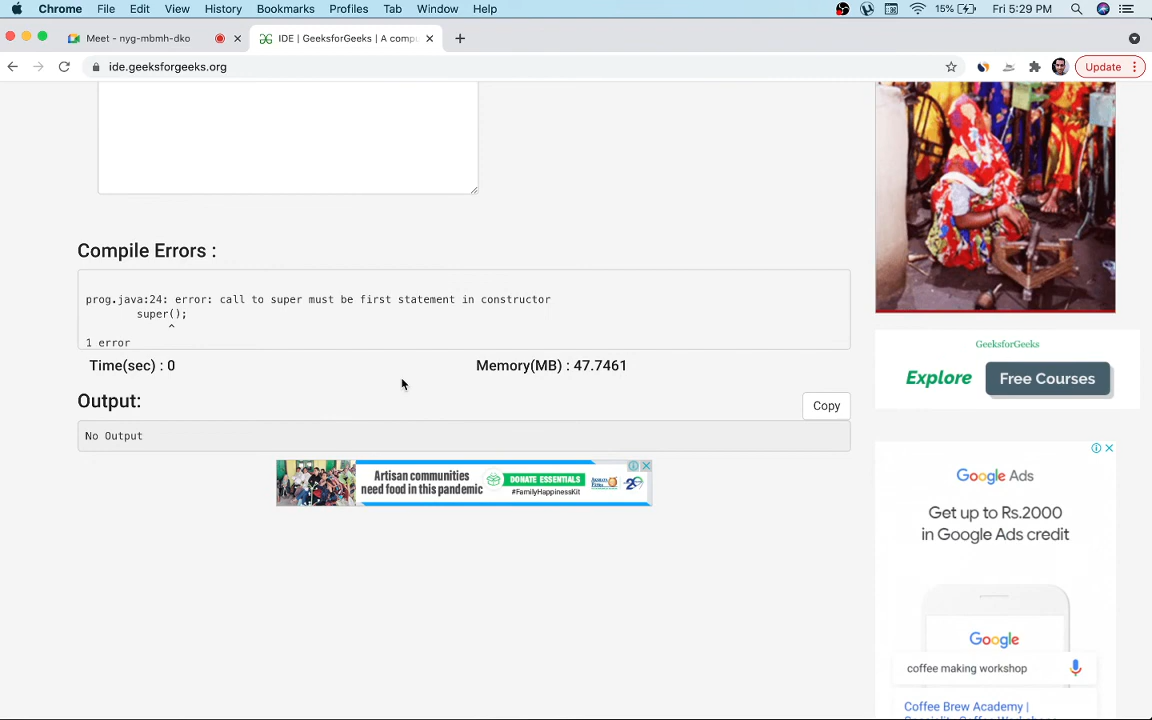 Chrome File Edit View History Bookmarks Profiles Tab Window Help 15% Fri 5:29 PM
Meet - nyg-mbmh-dko
IDE | GeeksforGeeks | A comp
ide.geeksforgeeks.org
Update
Compile Errors :
prog.java:24: error: call to super must be first statement in constructor
super();
^
1 error
Time(sec) : 0 Memory(MB) : 47.7461
Output:
Copy
No Output
Artisan communities
need food in this pandemic
DONATE ESSENTIALS
#FamilyHappinessKit
GeeksforGeeks
Explore Free Courses
Google Ads
Get up to Rs.2000
in Google Ads credit
Google
coffee making workshop
Coffee Brew Academy |